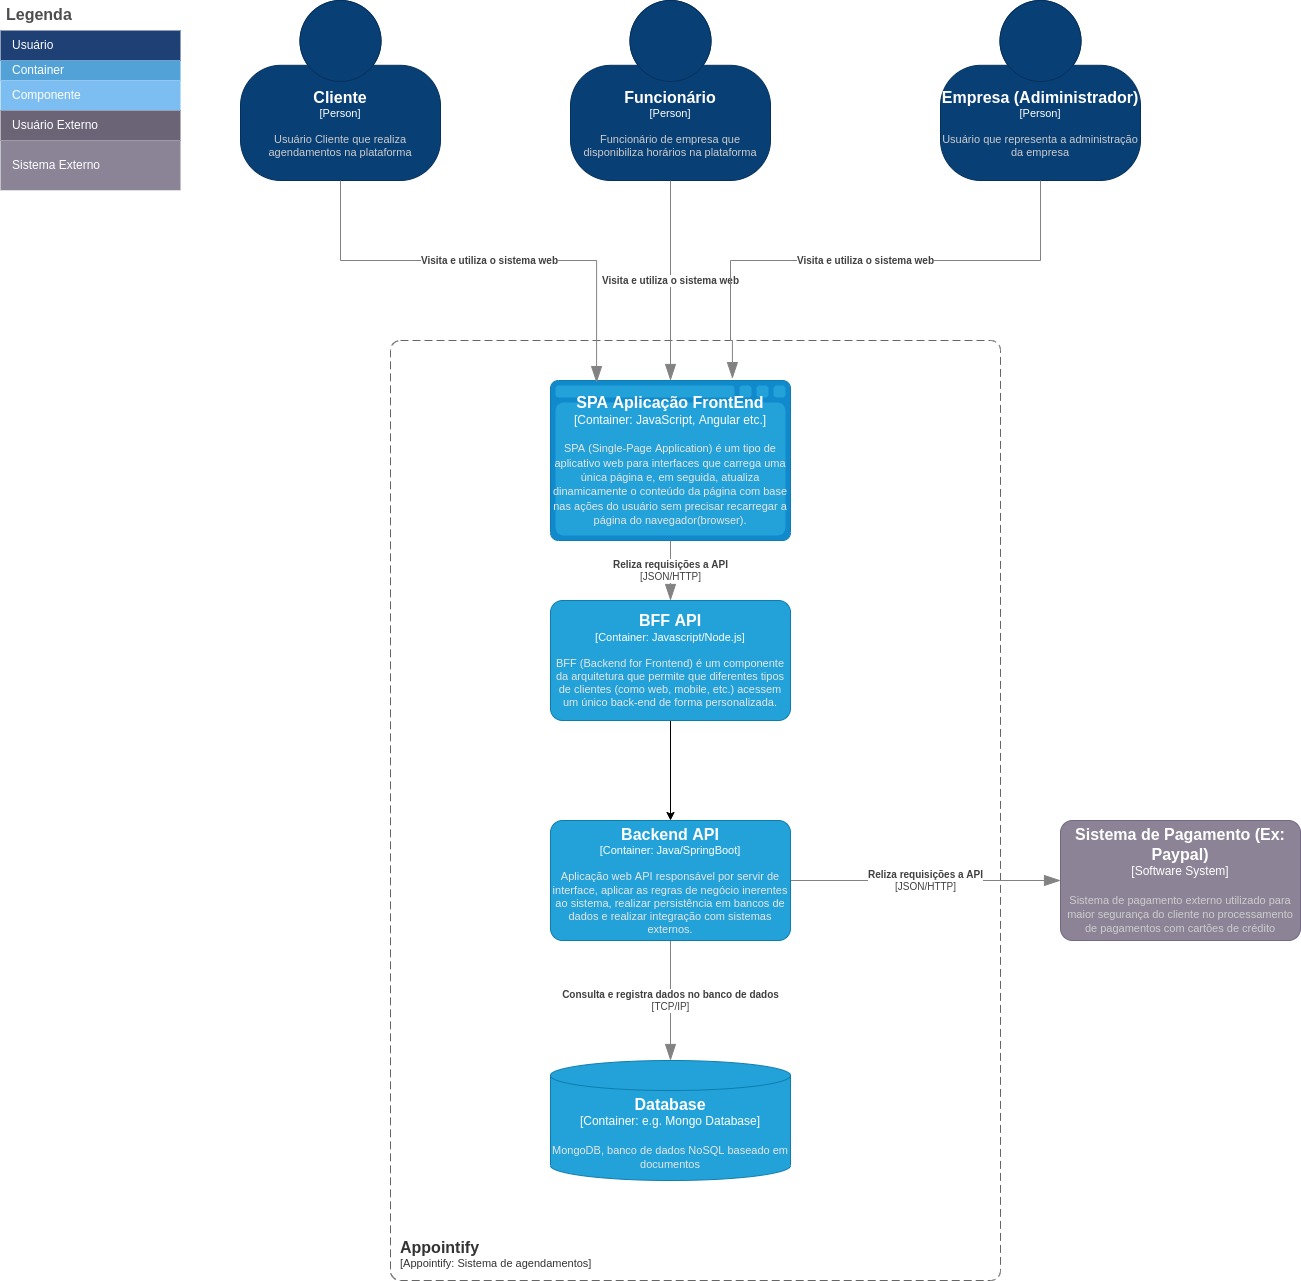 Legenda
Usuário
Container
Componente
Usuário Externo
Sistema Externo
Cliente
[Person]
Usuário Cliente que realiza
agendamentos na plataforma
Funcionário
[Person]
Funcionário de empresa que
disponibiliza horários na plataforma
Empresa (Adiministrador)
[Person]
Usuário que representa a administração
da empresa
Visita e utiliza o sistema web
Visita e utiliza o sistema web
Visita e utiliza o sistema web
SPA Aplicação FrontEnd
[Container: JavaScript, Angular etc.]
SPA (Single-Page Application) é um tipo de
aplicativo web para interfaces que carrega uma
única página e, em seguida, atualiza
dinamicamente o conteúdo da página com base
nas ações do usuário sem precisar recarregar a
página do navegador(browser).
Reliza requisições a API
[JSON/HTTP]
BFF API
[Container: Javascript/Node.js]
BFF (Backend for Frontend) é um componente
da arquitetura que permite que diferentes tipos
de clientes (como web, mobile, etc.) acessem
um único back-end de forma personalizada.
Backend API
[Container: Java/SpringBoot]
Aplicação web API responsável por servir de
interface, aplicar as regras de negócio inerentes
ao sistema, realizar persistência em bancos de
dados e realizar integração com sistemas
externos.
Reliza requisições a API
[JSON/HTTP]
Sistema de Pagamento (Ex:
Paypal)
[Software System]
Sistema de pagamento externo utilizado para
maior segurança do cliente no processamento
de pagamentos com cartões de crédito
Consulta e registra dados no banco de dados
[TCP/IP]
Database
[Container: e.g. Mongo Database]
MongoDB, banco de dados NoSQL baseado em
documentos
Appointify
[Appointify: Sistema de agendamentos]